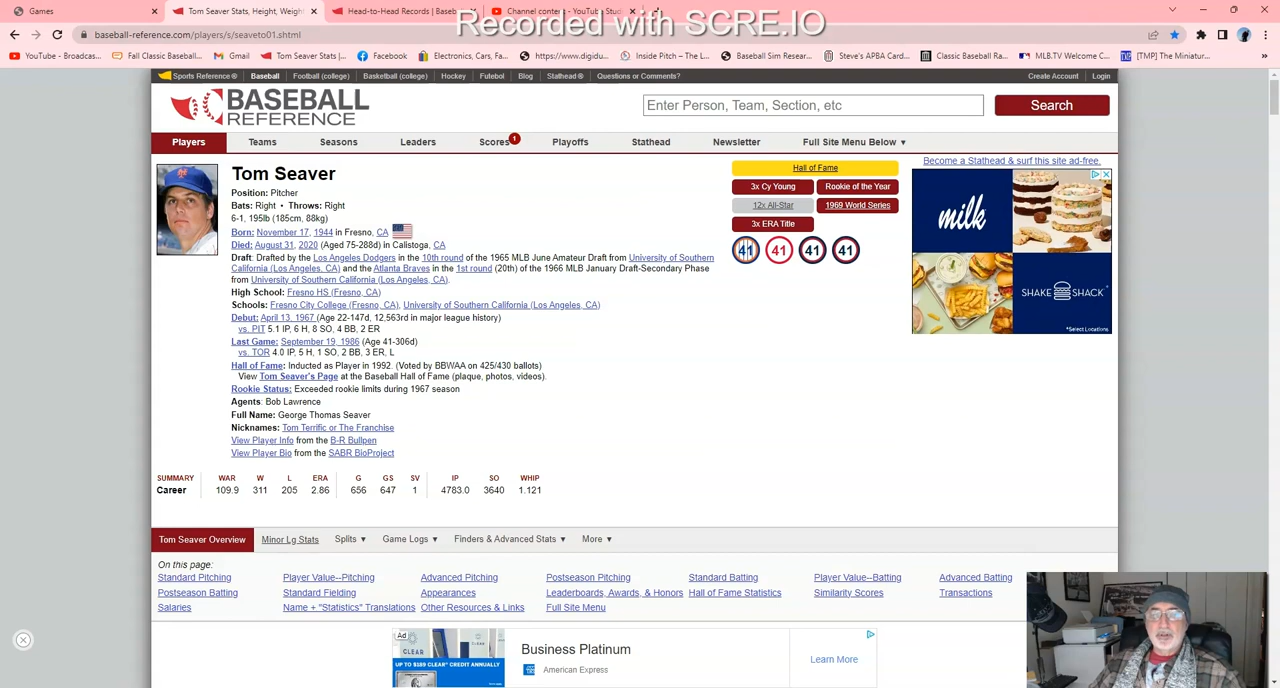 Games
Tom Seaver Stats, Height, Weigh
Head-to-Head Records | Baseb
Channel content - YouTube Stud
Recorded with SCRE.IO
baseball-reference.com/players/s/seaveto01.shtml
YouTube - Broadcas...
Fall Classic Baseball...
Gmail
Tom Seaver Stats |...
Facebook
Electronics, Cars, Fa...
https://www.digidu...
Inside Pitch — The L...
Baseball Sim Resear...
Steve's APBA Card...
Classic Baseball Ra...
MLB.TV Welcome C...
[TMP] The Miniatur...
Sports Reference ®
Baseball
Football (college)
Basketball (college)
Hockey
Futebol
Blog
Stathead ®
Questions or Comments?
Create Account
Login
BASEBALL
REFERENCE
Enter Person, Team, Section, etc
Search
Players
Teams
Seasons
Leaders
Scores 1
Playoffs
Stathead
Newsletter
Full Site Menu Below ▼
Tom Seaver
Position: Pitcher
Bats: Right • Throws: Right
6-1, 195lb (185cm, 88kg)
Born: November 17, 1944 in Fresno, CA
Died: August 31, 2020 (Aged 75-288d) in Calistoga, CA
Draft: Drafted by the Los Angeles Dodgers in the 10th round of the 1965 MLB June Amateur Draft from University of Southern
California (Los Angeles, CA) and the Atlanta Braves in the 1st round (20th) of the 1966 MLB January Draft-Secondary Phase
from University of Southern California (Los Angeles, CA).
High School: Fresno HS (Fresno, CA)
Schools: Fresno City College (Fresno, CA), University of Southern California (Los Angeles, CA)
Debut: April 13, 1967 (Age 22-147d, 12,563rd in major league history)
vs. PIT 5.1 IP, 6 H, 8 SO, 4 BB, 2 ER
Last Game: September 19, 1986 (Age 41-306d)
vs. TOR 4.0 IP, 5 H, 1 SO, 2 BB, 3 ER, L
Hall of Fame: Inducted as Player in 1992. (Voted by BBWAA on 425/430 ballots)
View Tom Seaver's Page at the Baseball Hall of Fame (plaque, photos, videos).
Rookie Status: Exceeded rookie limits during 1967 season
Agents: Bob Lawrence
Full Name: George Thomas Seaver
Nicknames: Tom Terrific or The Franchise
View Player Info from the B-R Bullpen
View Player Bio from the SABR BioProject
Hall of Fame
3x Cy Young
Rookie of the Year
12x All-Star
1969 World Series
3x ERA Title
41 41 41 41
Become a Stathead & surf this site ad-free.
milk
SHAKE SHACK
*Select Locations
SUMMARY WAR W L ERA G GS SV IP SO WHIP
Career 109.9 311 205 2.86 656 647 1 4783.0 3640 1.121
Tom Seaver Overview
Minor Lg Stats
Splits ▼
Game Logs ▼
Finders & Advanced Stats ▼
More ▼
On this page:
Standard Pitching
Player Value--Pitching
Advanced Pitching
Postseason Pitching
Standard Batting
Player Value--Batting
Advanced Batting
Postseason Batting
Standard Fielding
Appearances
Leaderboards, Awards, & Honors
Hall of Fame Statistics
Similarity Scores
Transactions
Salaries
Name + "Statistics" Translations
Other Resources & Links
Full Site Menu
Ad
CLEAR
UP TO $189 CLEAR® CREDIT ANNUALLY
Business Platinum
American Express
Learn More